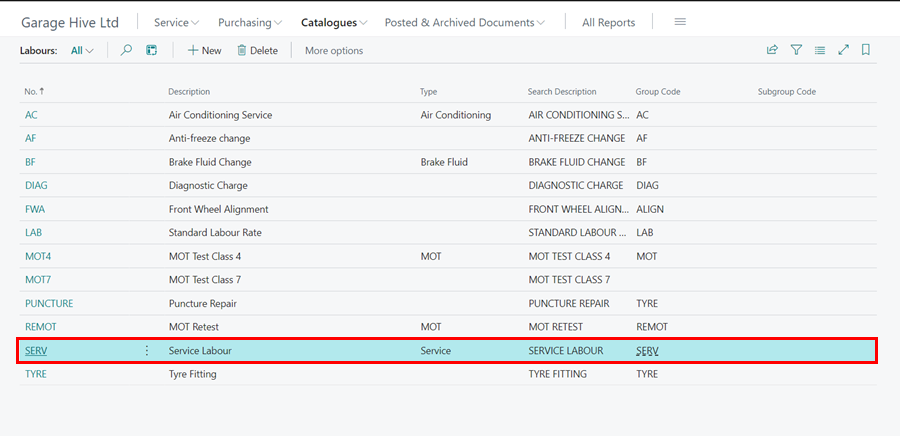 Garage Hive Ltd Service Purchasing Catalogues Posted & Archived Documents All Reports
Labours: All New Delete More options
No. ↑ Description Type Search Description Group Code Subgroup Code
AC Air Conditioning Service Air Conditioning AIR CONDITIONING S... AC
AF Anti-freeze change ANTI-FREEZE CHANGE AF
BF Brake Fluid Change Brake Fluid BRAKE FLUID CHANGE BF
DIAG Diagnostic Charge DIAGNOSTIC CHARGE DIAG
FWA Front Wheel Alignment FRONT WHEEL ALIGN... ALIGN
LAB Standard Labour Rate STANDARD LABOUR ... LAB
MOT4 MOT Test Class 4 MOT MOT TEST CLASS 4 MOT
MOT7 MOT Test Class 7 MOT TEST CLASS 7
PUNCTURE Puncture Repair PUNCTURE REPAIR TYRE
REMOT MOT Retest MOT MOT RETEST REMOT
SERV Service Labour Service SERVICE LABOUR SERV
TYRE Tyre Fitting TYRE FITTING TYRE